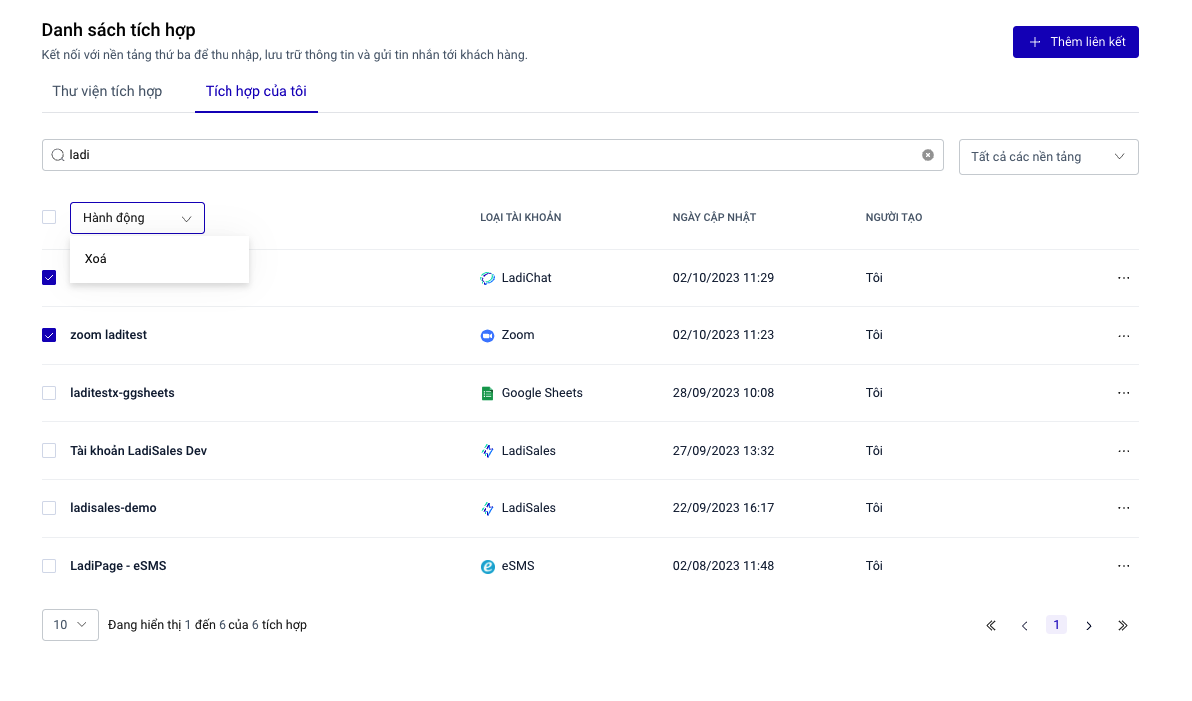 Danh sách tích hợp
Kết nối với nền tảng thứ ba để thu nhập, lưu trữ thông tin và gửi tin nhắn tới khách hàng.
Thêm liên kết
Thư viện tích hợp
Tích hợp của tôi
ladi
Tất cả các nền tảng
Hành động
LOẠI TÀI KHOẢN
NGÀY CẬP NHẬT
NGƯỜI TẠO
Xoá
LadiChat
02/10/2023 11:29
Tôi
zoom laditest
Zoom
02/10/2023 11:23
Tôi
laditestx-ggsheets
Google Sheets
28/09/2023 10:08
Tôi
Tài khoản LadiSales Dev
LadiSales
27/09/2023 13:32
Tôi
ladisales-demo
LadiSales
22/09/2023 16:17
Tôi
LadiPage - eSMS
eSMS
02/08/2023 11:48
Tôi
10
Đang hiển thị 1 đến 6 của 6 tích hợp
1